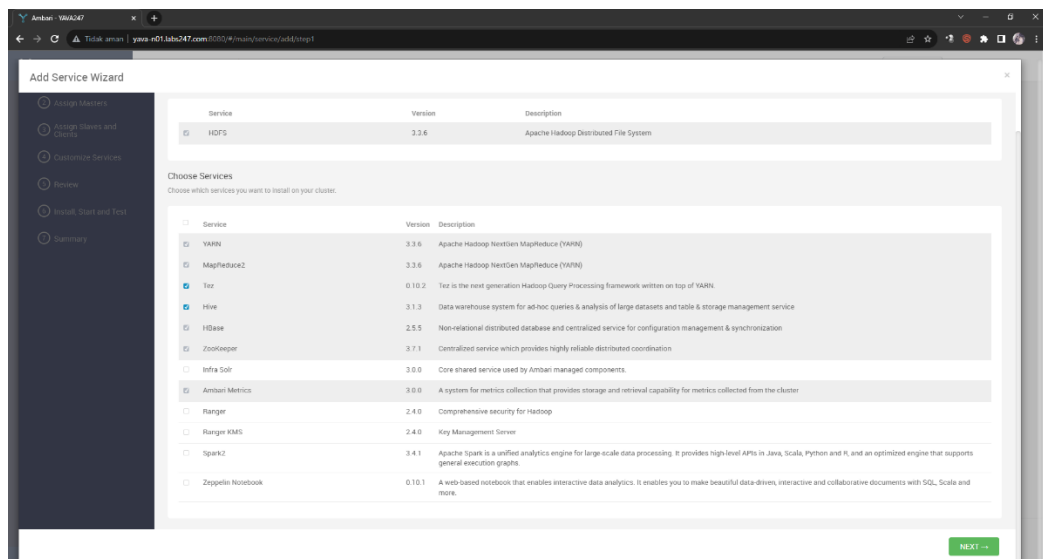 Ambari - YAVA247
Tidak aman | yava-n01.labs247.com:8080/#/main/service/add/step1
Add Service Wizard
2 Assign Masters
3 Assign Slaves and
Clients
4 Customize Services
5 Review
6 Install, Start and Test
7 Summary
Service Version Description
HDFS 3.3.6 Apache Hadoop Distributed File System
Choose Services
Choose which services you want to install on your cluster.
Service Version Description
YARN 3.3.6 Apache Hadoop NextGen MapReduce (YARN)
MapReduce2 3.3.6 Apache Hadoop NextGen MapReduce (YARN)
Tez 0.10.2 Tez is the next generation Hadoop Query Processing framework written on top of YARN.
Hive 3.1.3 Data warehouse system for ad-hoc queries & analysis of large datasets and table & storage management service
HBase 2.5.5 Non-relational distributed database and centralized service for configuration management & synchronization
ZooKeeper 3.7.1 Centralized service which provides highly reliable distributed coordination
Infra Solr 3.0.0 Core shared service used by Ambari managed components.
Ambari Metrics 3.0.0 A system for metrics collection that provides storage and retrieval capability for metrics collected from the cluster
Ranger 2.4.0 Comprehensive security for Hadoop
Ranger KMS 2.4.0 Key Management Server
Spark2 3.4.1 Apache Spark is a unified analytics engine for large-scale data processing. It provides high-level APIs in Java, Scala, Python and R, and an optimized engine that supports
general execution graphs.
Zeppelin Notebook 0.10.1 A web-based notebook that enables interactive data analytics. It enables you to make beautiful data-driven, interactive and collaborative documents with SQL, Scala and
more.
NEXT →